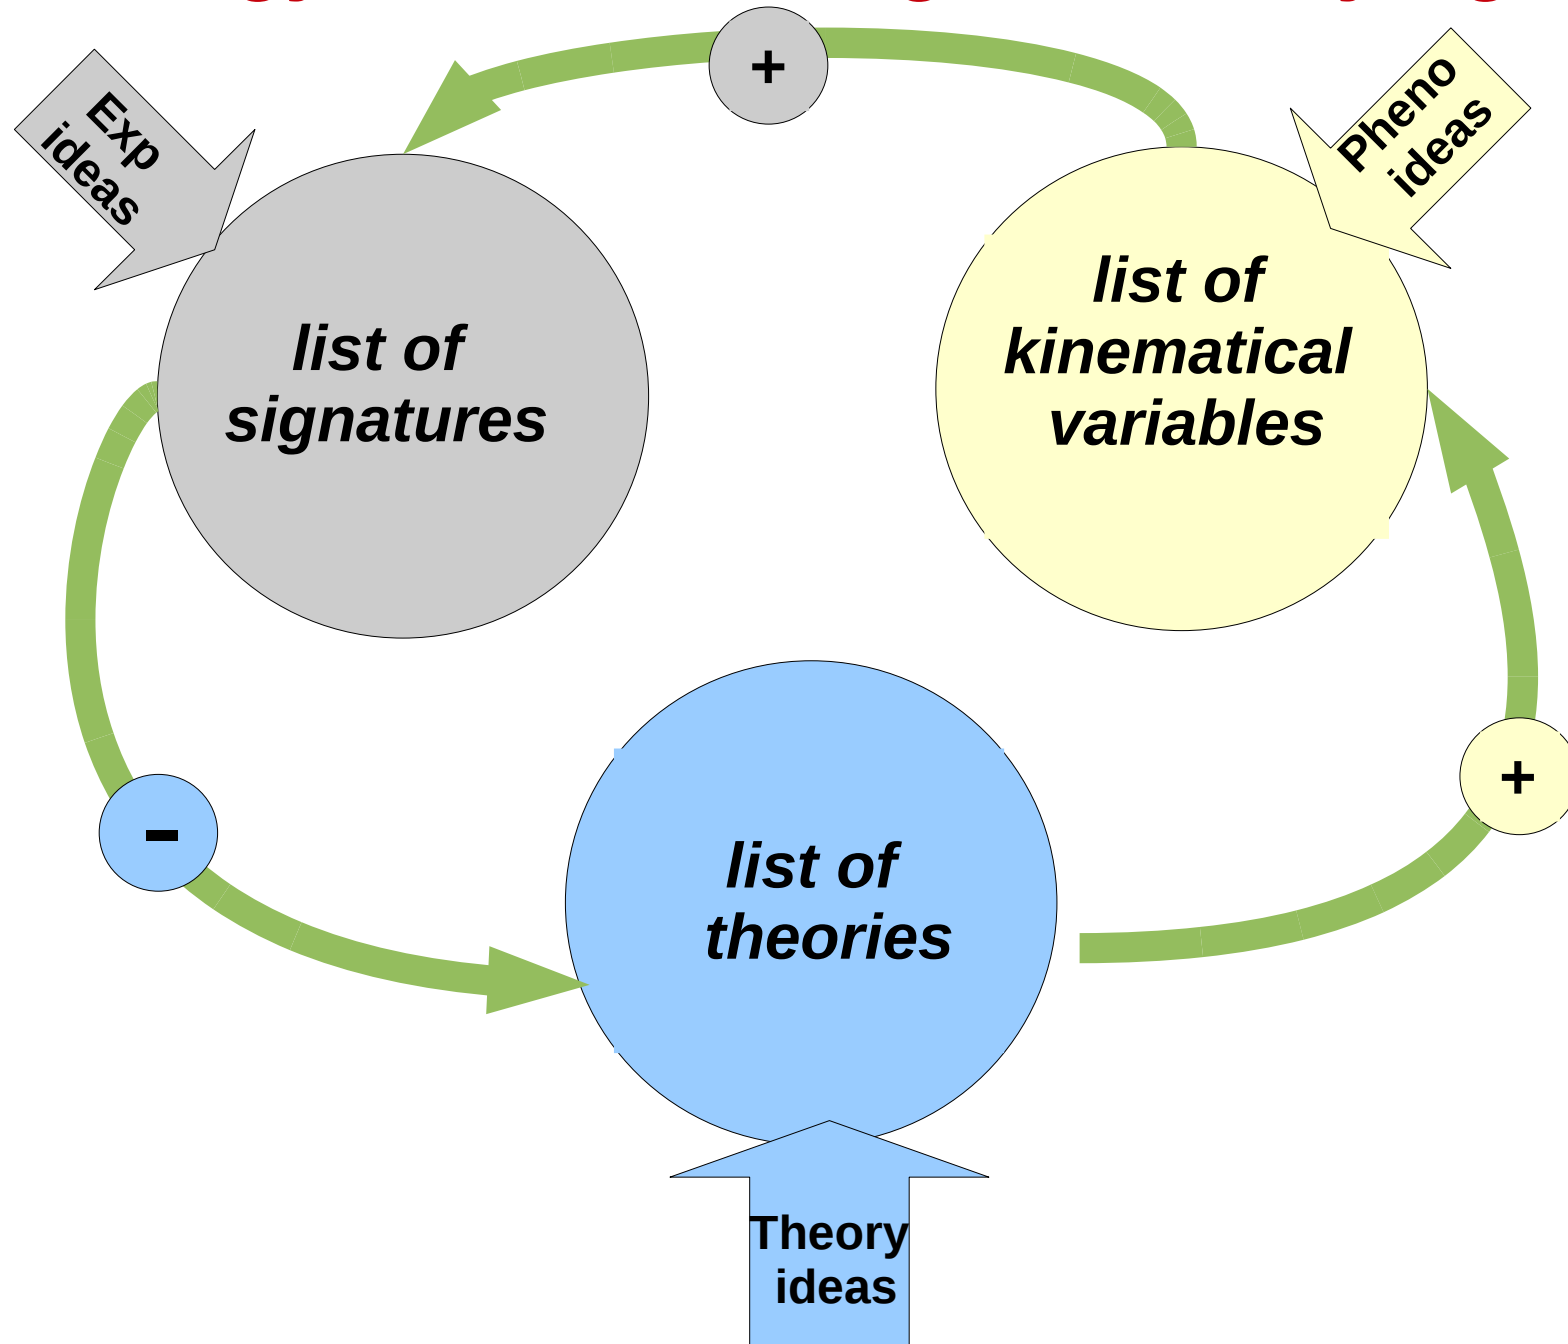 +
Exp
ideas
Pheno
ideas
list of
signatures
list of
kinematical
variables
+
-
list of
theories
Theory
ideas